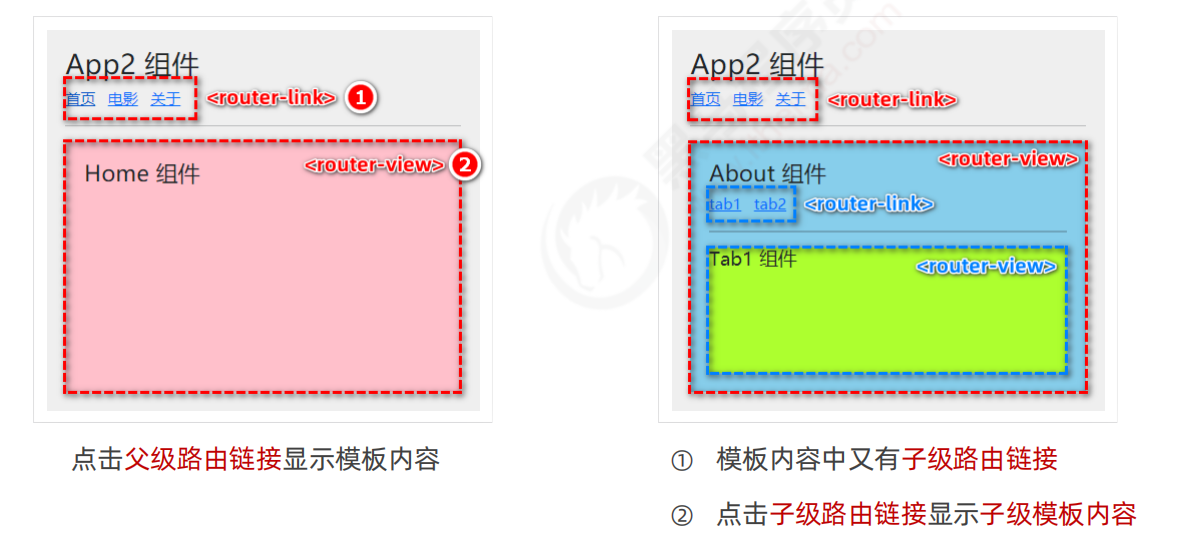 App2 组件
首页 电影 关于 <router-link> 1
Home 组件 <router-view> 2
点击父级路由链接显示模板内容
App2 组件
首页 电影 关于 <router-link>
<router-view>
About 组件
tab1 tab2 <router-link>
Tab1 组件 <router-view>
① 模板内容中又有子级路由链接
② 点击子级路由链接显示子级模板内容